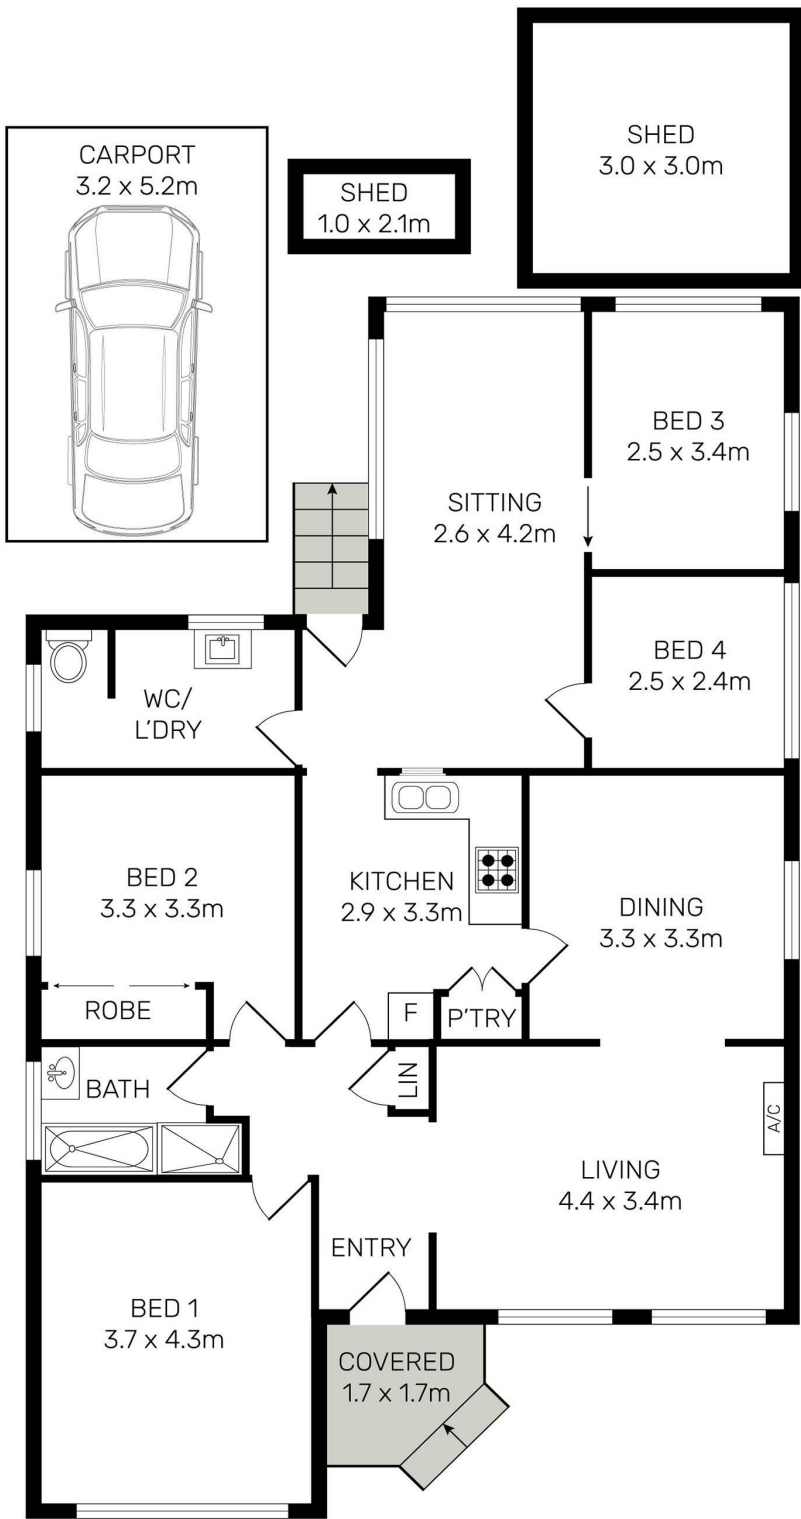 SHED
3.0 x 3.0m
CARPORT
3.2 x 5.2m
SHED
1.0 x 2.1m
BED 3
2.5 x 3.4m
SITTING
2.6 x 4.2m
BED 4
2.5 x 2.4m
WC/
L'DRY
BED 2
3.3 x 3.3m
KITCHEN
2.9 x 3.3m
DINING
3.3 x 3.3m
ROBE
F
P'TRY
BATH
LIN
A/C
LIVING
4.4 x 3.4m
ENTRY
BED 1
3.7 x 4.3m
COVERED
1.7 x 1.7m